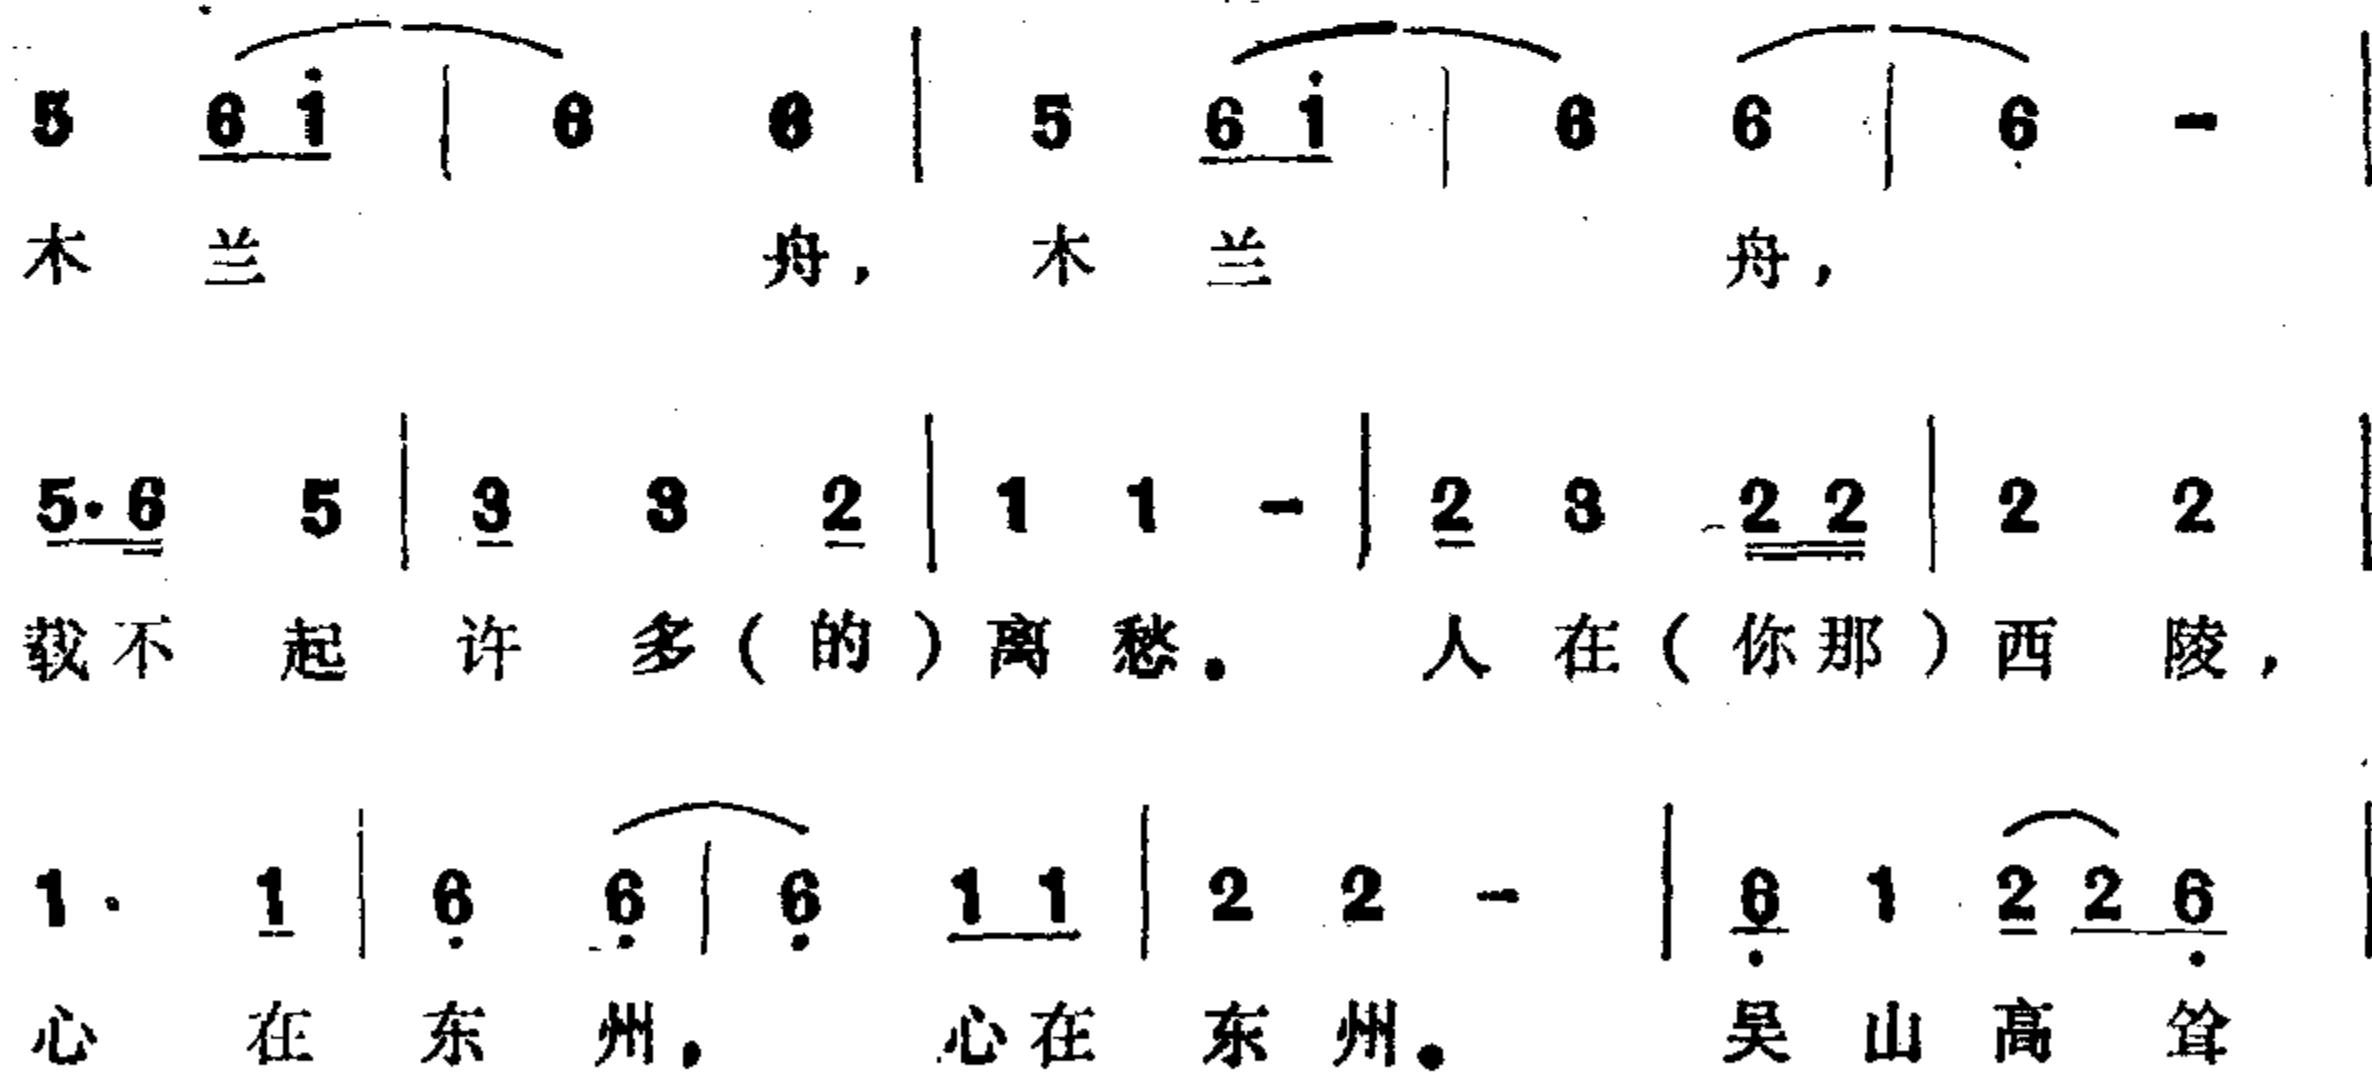 5 6 1̇ | 6 6 | 5 6 1̇ | 6 6 | 6̣ - |
木 兰 舟, 木 兰 舟,
5·6 5 | 3 3 2 | 1 1 - | 2 3 2 2 | 2 2 |
载不 起 许 多(的)离 愁. 人 在(你那)西 陵,
1· 1 | 6̣ 6̣ | 6̣ 1 1 | 2 2 - | 6̣ 1 2 2 6̣ |
心 在 东 州, 心在 东 州. 吴 山 高 耸